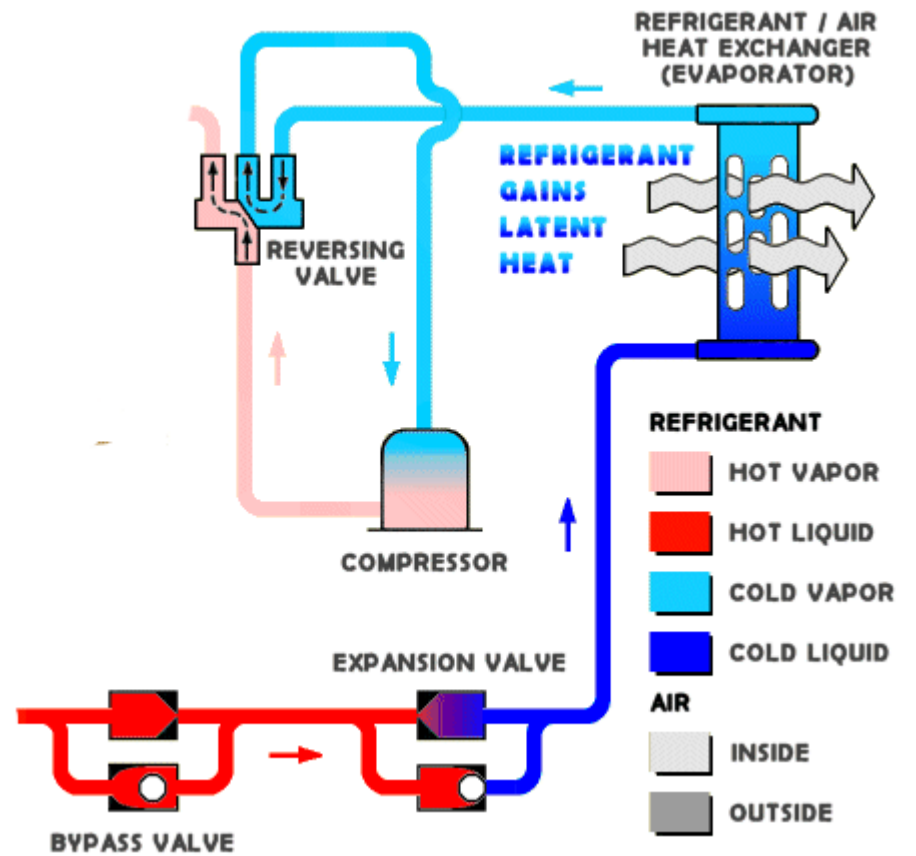 REFRIGERANT / AIR
HEAT EXCHANGER
(EVAPORATOR)
REFRIGERANT
GAINS
LATENT
HEAT
REVERSING
VALVE
COMPRESSOR
REFRIGERANT
HOT VAPOR
HOT LIQUID
COLD VAPOR
COLD LIQUID
EXPANSION VALVE
AIR
INSIDE
OUTSIDE
BYPASS VALVE